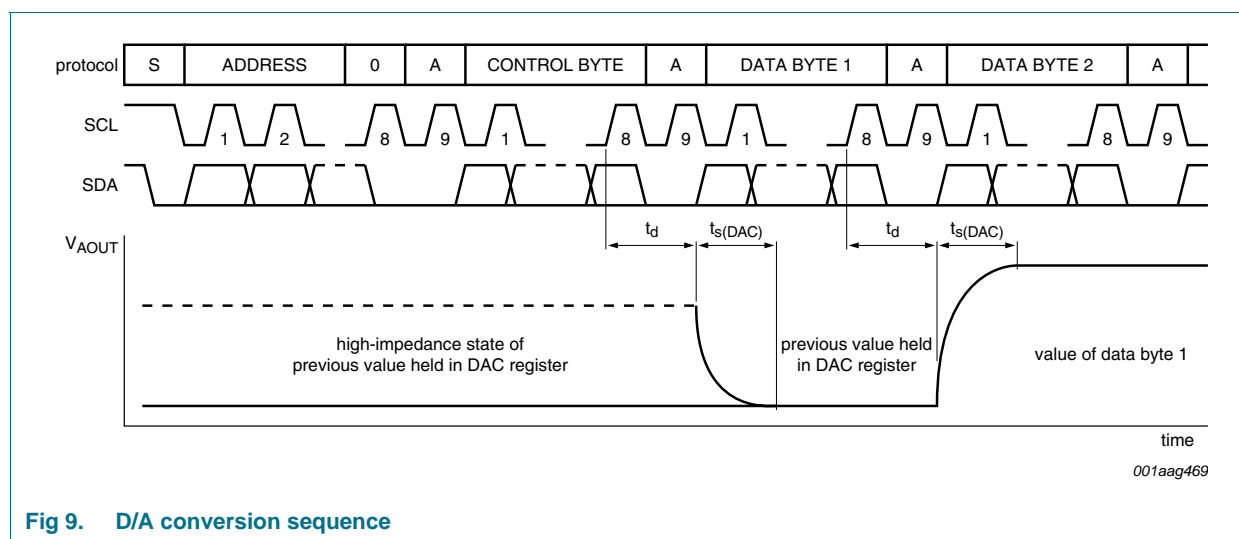 protocol S ADDRESS 0 A CONTROL BYTE A DATA BYTE 1 A DATA BYTE 2 A
SCL 1 2 8 9 1 8 9 1 8 9 1 8 9
SDA
VAOUT td ts(DAC) td ts(DAC)
high-impedance state of
previous value held in DAC register
previous value held
in DAC register
value of data byte 1
time
001aag469
Fig 9. D/A conversion sequence